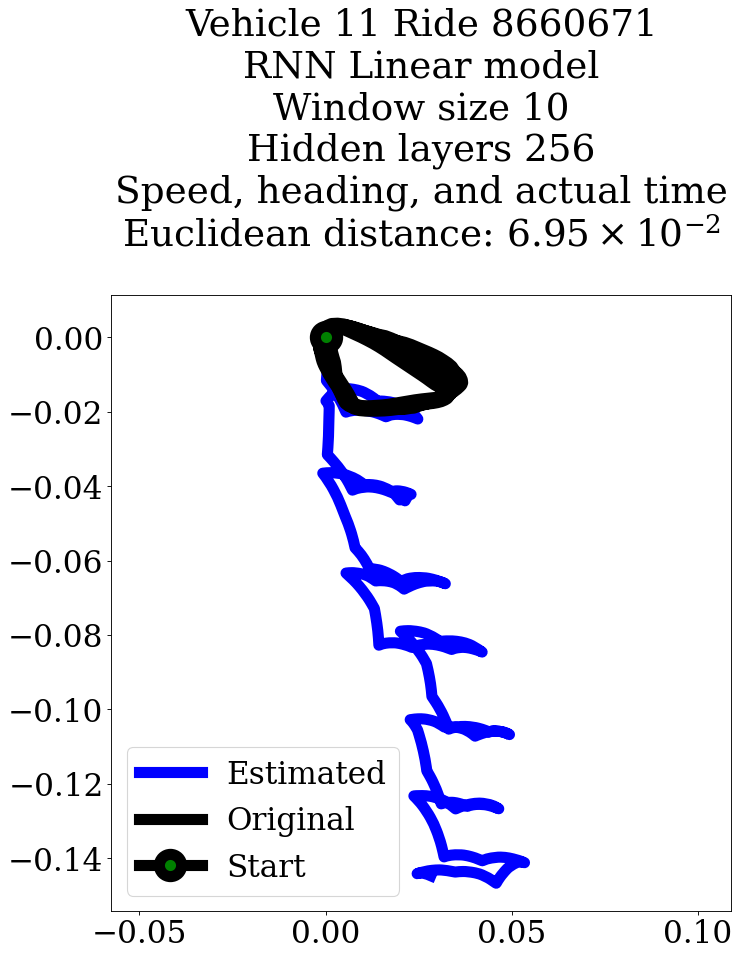 Vehicle 11 Ride 8660671
RNN Linear model
Window size 10
Hidden layers 256
Speed, heading, and actual time
Euclidean distance: 6.95 × 10⁻²
0.00
−0.02
−0.04
−0.06
−0.08
−0.10
−0.12
−0.14
Estimated
Original
Start
−0.05 0.00 0.05 0.10